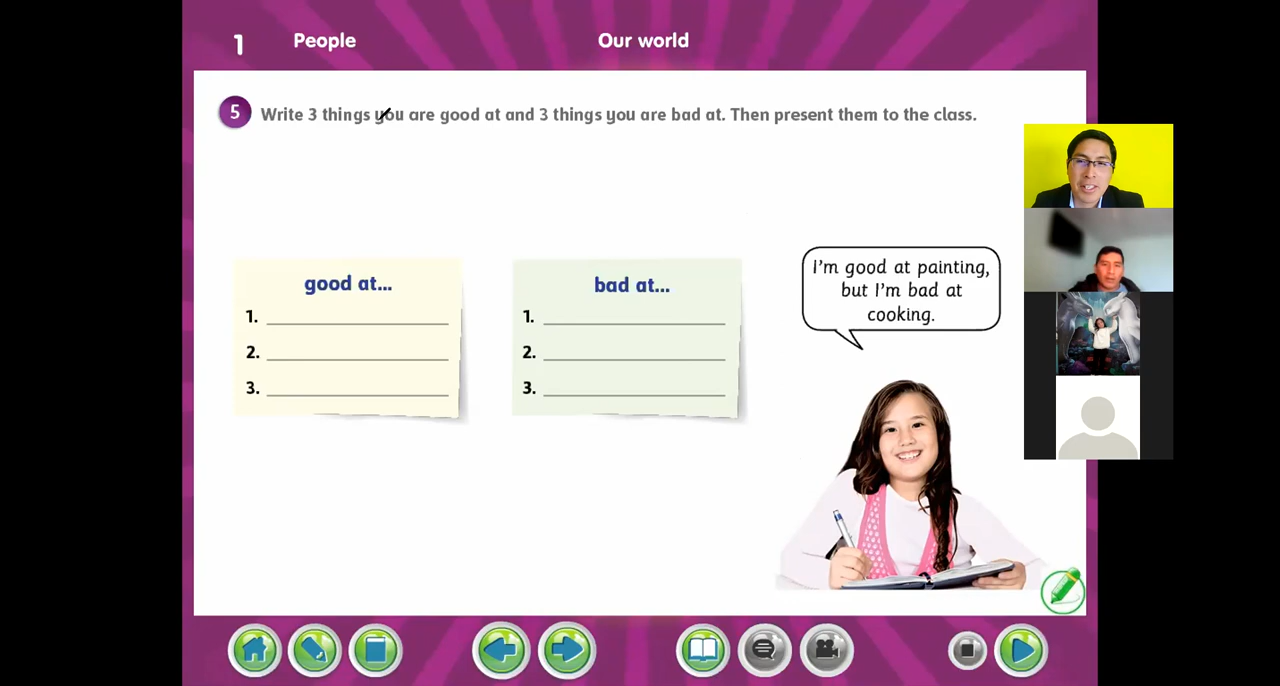 1 People Our world
5 Write 3 things you are good at and 3 things you are bad at. Then present them to the class.
good at...
1.
2.
3.
bad at...
1.
2.
3.
I'm good at painting,
but I'm bad at
cooking.